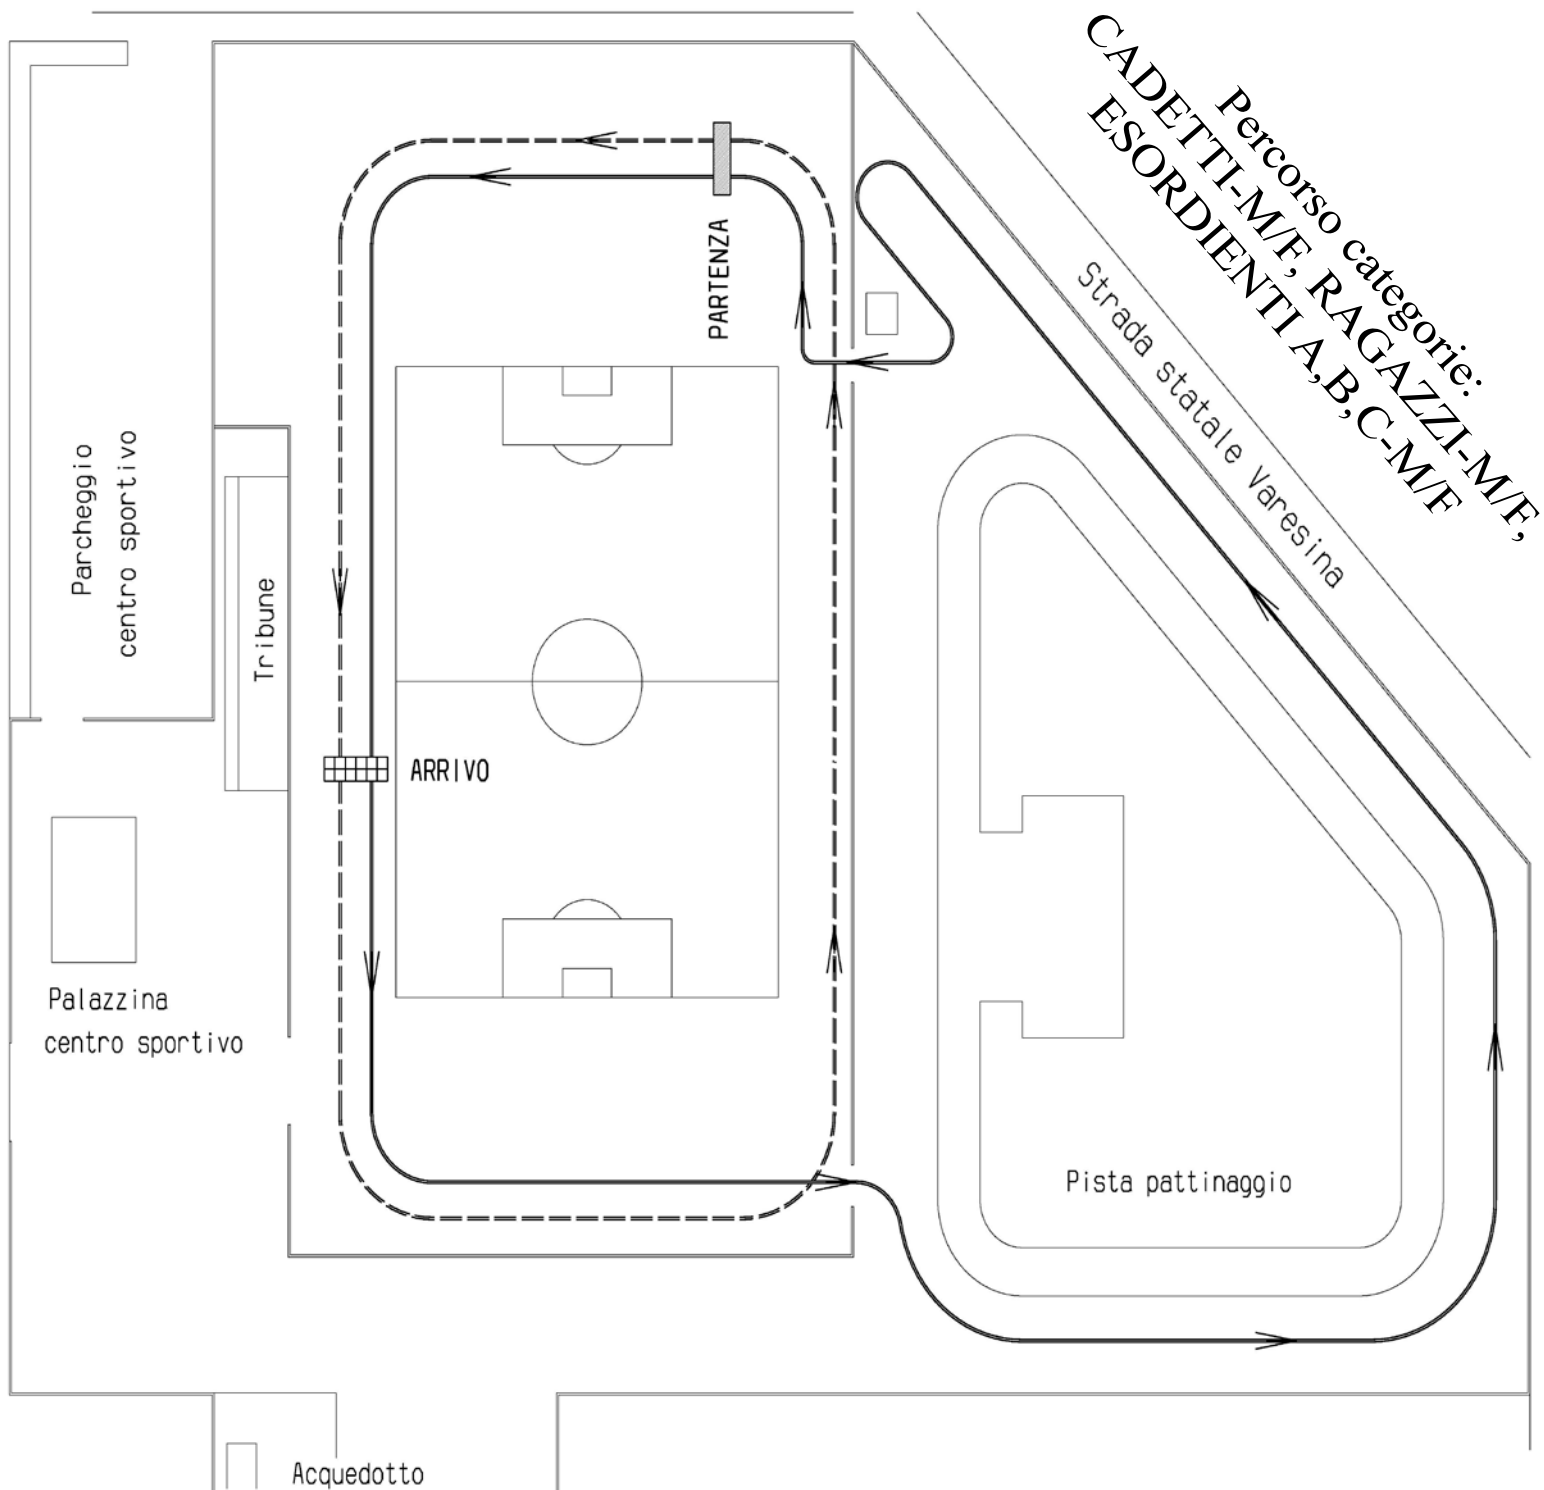 Percorso categorie:
CADETTI-M/F, RAGAZZI-M/F,
ESORDIENTI A,B,C-M/F
Strada statale Varesina
PARTENZA
Parcheggio
centro sportivo
Tribune
ARRIVO
Palazzina
centro sportivo
Pista pattinaggio
Acquedotto